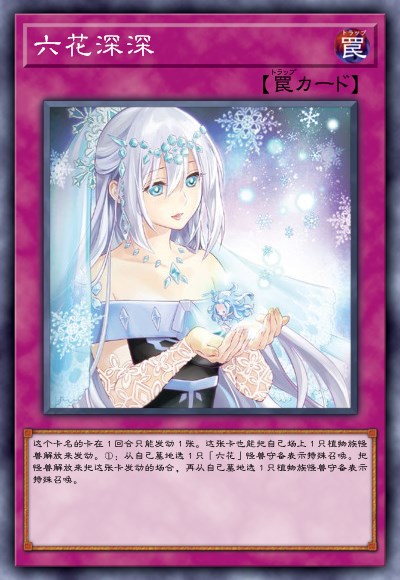 六花深深
トラップ
罠
トラップ
【罠カード】
这个卡名的卡在1回合只能发动1张。这张卡也能把自己场上1只植物族怪
兽解放来发动。①：从自己墓地选1只「六花」怪兽守备表示特殊召唤。把
怪兽解放来把这张卡发动的场合，再从自己墓地选1只植物族怪兽守备表示
特殊召唤。